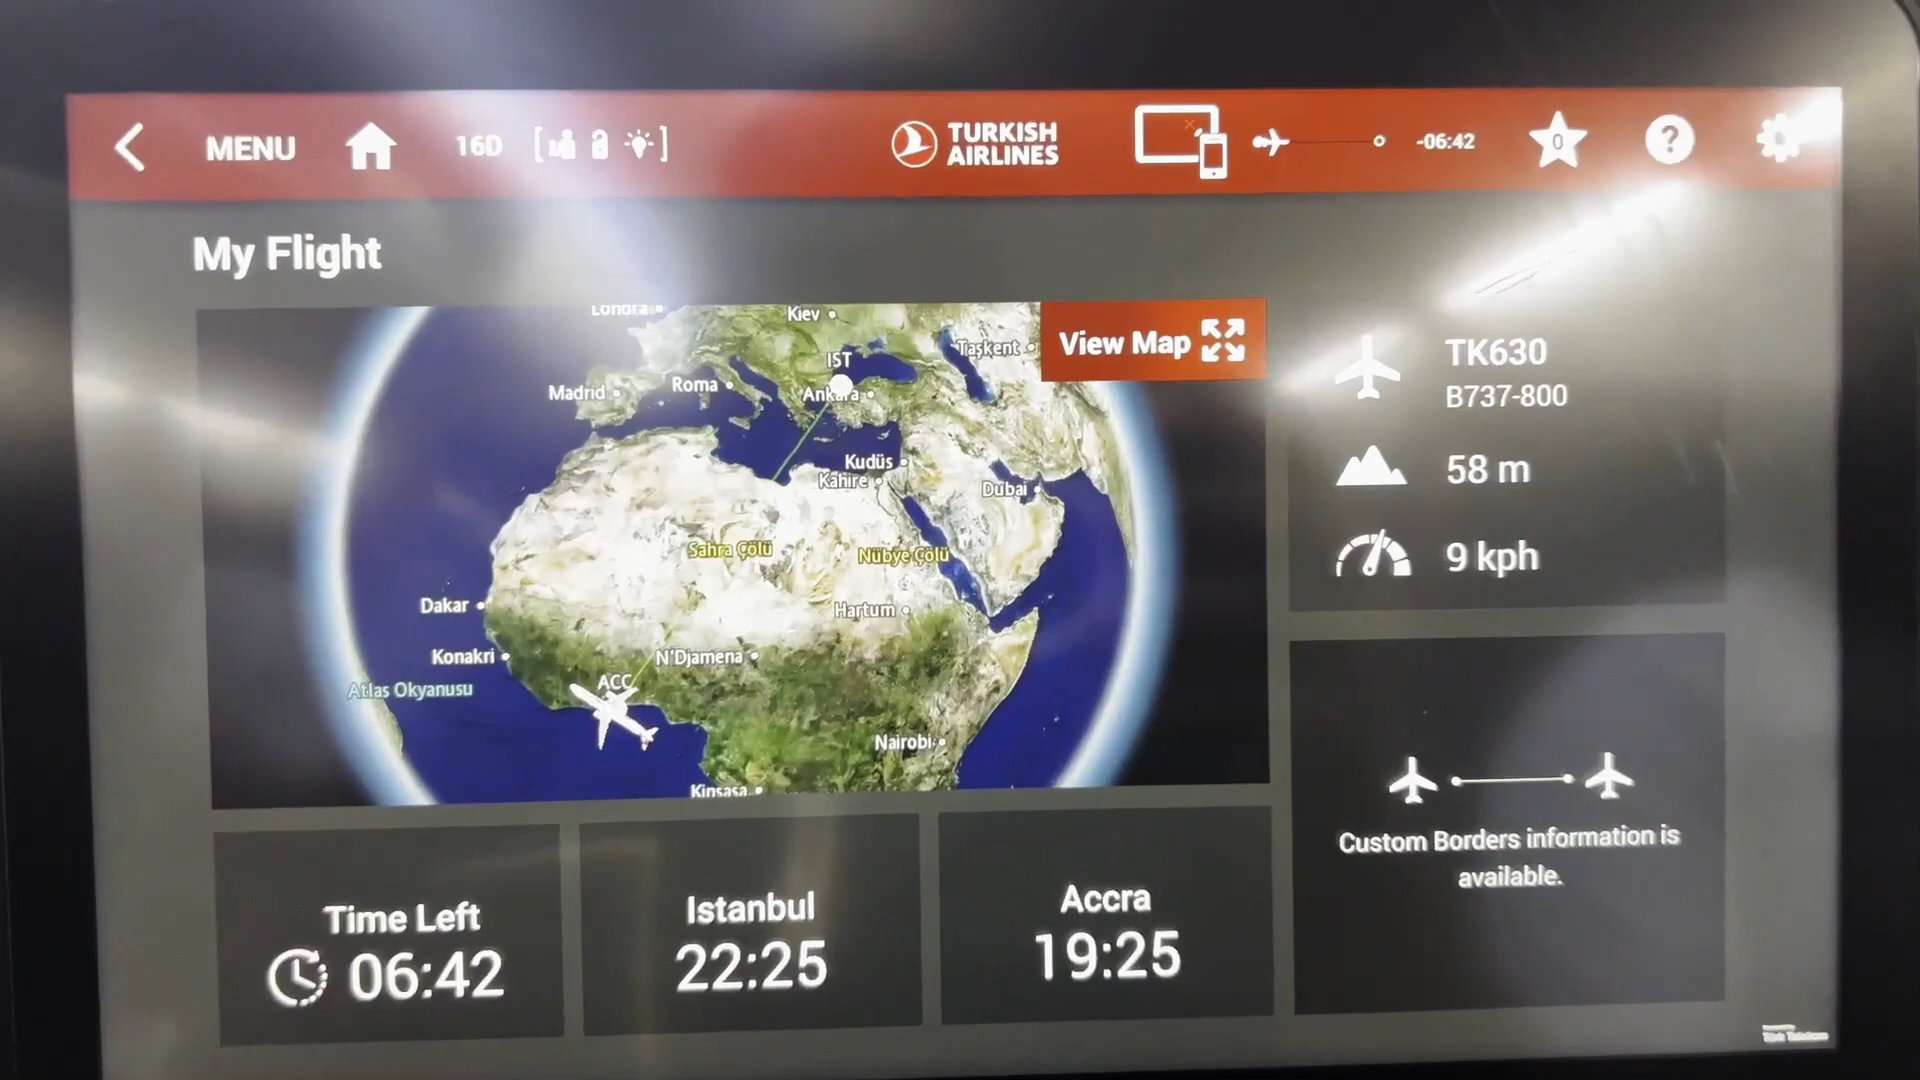 MENU
16D
TURKISH
AIRLINES
-06:42
0
?
My Flight
View Map
Londra
Kiev
IST
Taşkent
Madrid
Roma
Ankara
Kudüs
Kahire
Dubai
Sahra Çölü
Nübye Çölü
Dakar
Hartum
Konakri
N'Djamena
ACC
Atlas Okyanusu
Nairobi
Kinşasa
TK630
B737-800
58 m
9 kph
Custom Borders information is
available.
Time Left
06:42
Istanbul
22:25
Accra
19:25